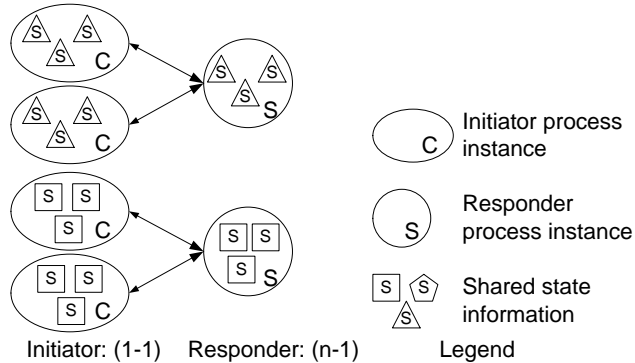 S S S
C
S S S
C
S S S
S
S S S
C
S S S
C
S S S
S
C
Initiator process
instance
S
Responder
process instance
S S S
Shared state
information
Initiator: (1-1) Responder: (n-1) Legend